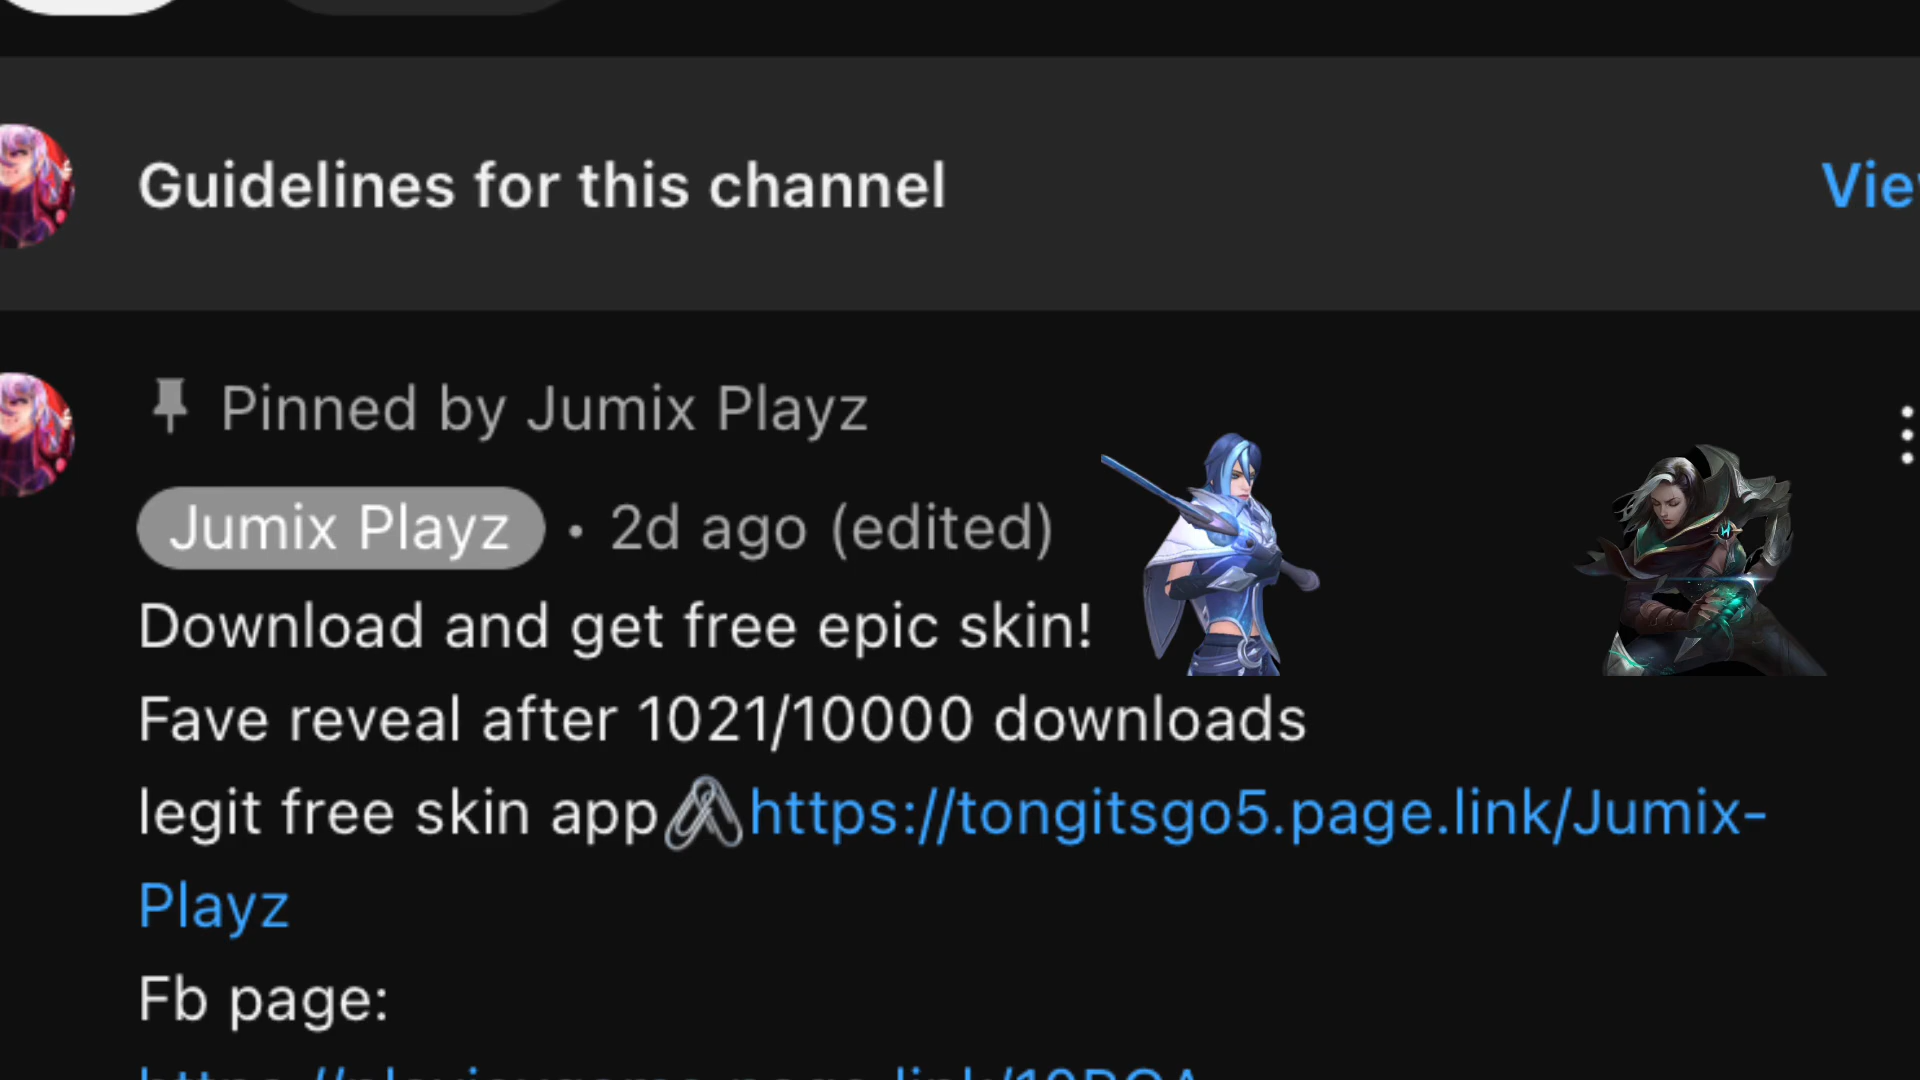 Guidelines for this channel
Pinned by Jumix Playz
Jumix Playz • 2d ago (edited)
Download and get free epic skin!
Fave reveal after 1021/10000 downloads
legit free skin app🖇️https://tongitsgo5.page.link/Jumix-
Playz
Fb page: